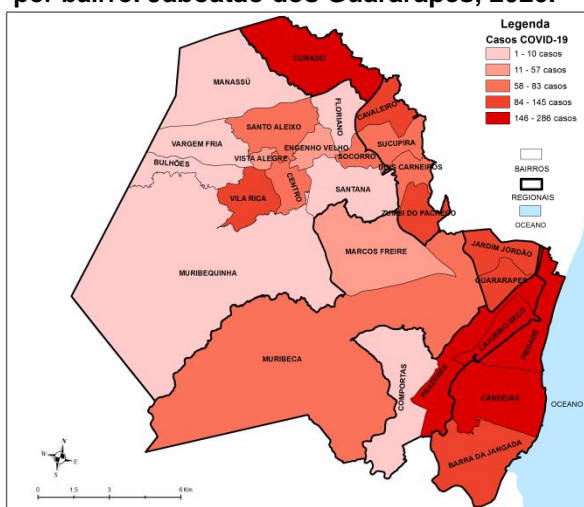 por bairro. Jaboatão dos Guararapes, 2020.
Legenda
Casos COVID-19
1 - 10 casos
11 - 57 casos
58 - 83 casos
84 - 145 casos
146 - 286 casos
BAIRROS
REGIONAIS
OCEANO
CURADO
MANASSÚ
FLORIANO
CAVALEIRO
SANTO ALEIXO
VARGEM FRIA
ENGENHO VELHO
SUCUPIRA
BULHÕES
VISTA ALEGRE
SOCORRO
DOIS CARNEIROS
CENTRO
VILA RICA
SANTANA
ZUMBI DO PACHECO
MARCOS FREIRE
JARDIM JORDÃO
MURIBEQUINHA
GUARARAPES
CAJUEIRO SECO
PIEDADE
MURIBECA
COMPORTAS
PRAZERES
CANDEIAS
OCEANO
BARRA DA JANGADA
N
W
E
S
0 1.5 3 6 Km